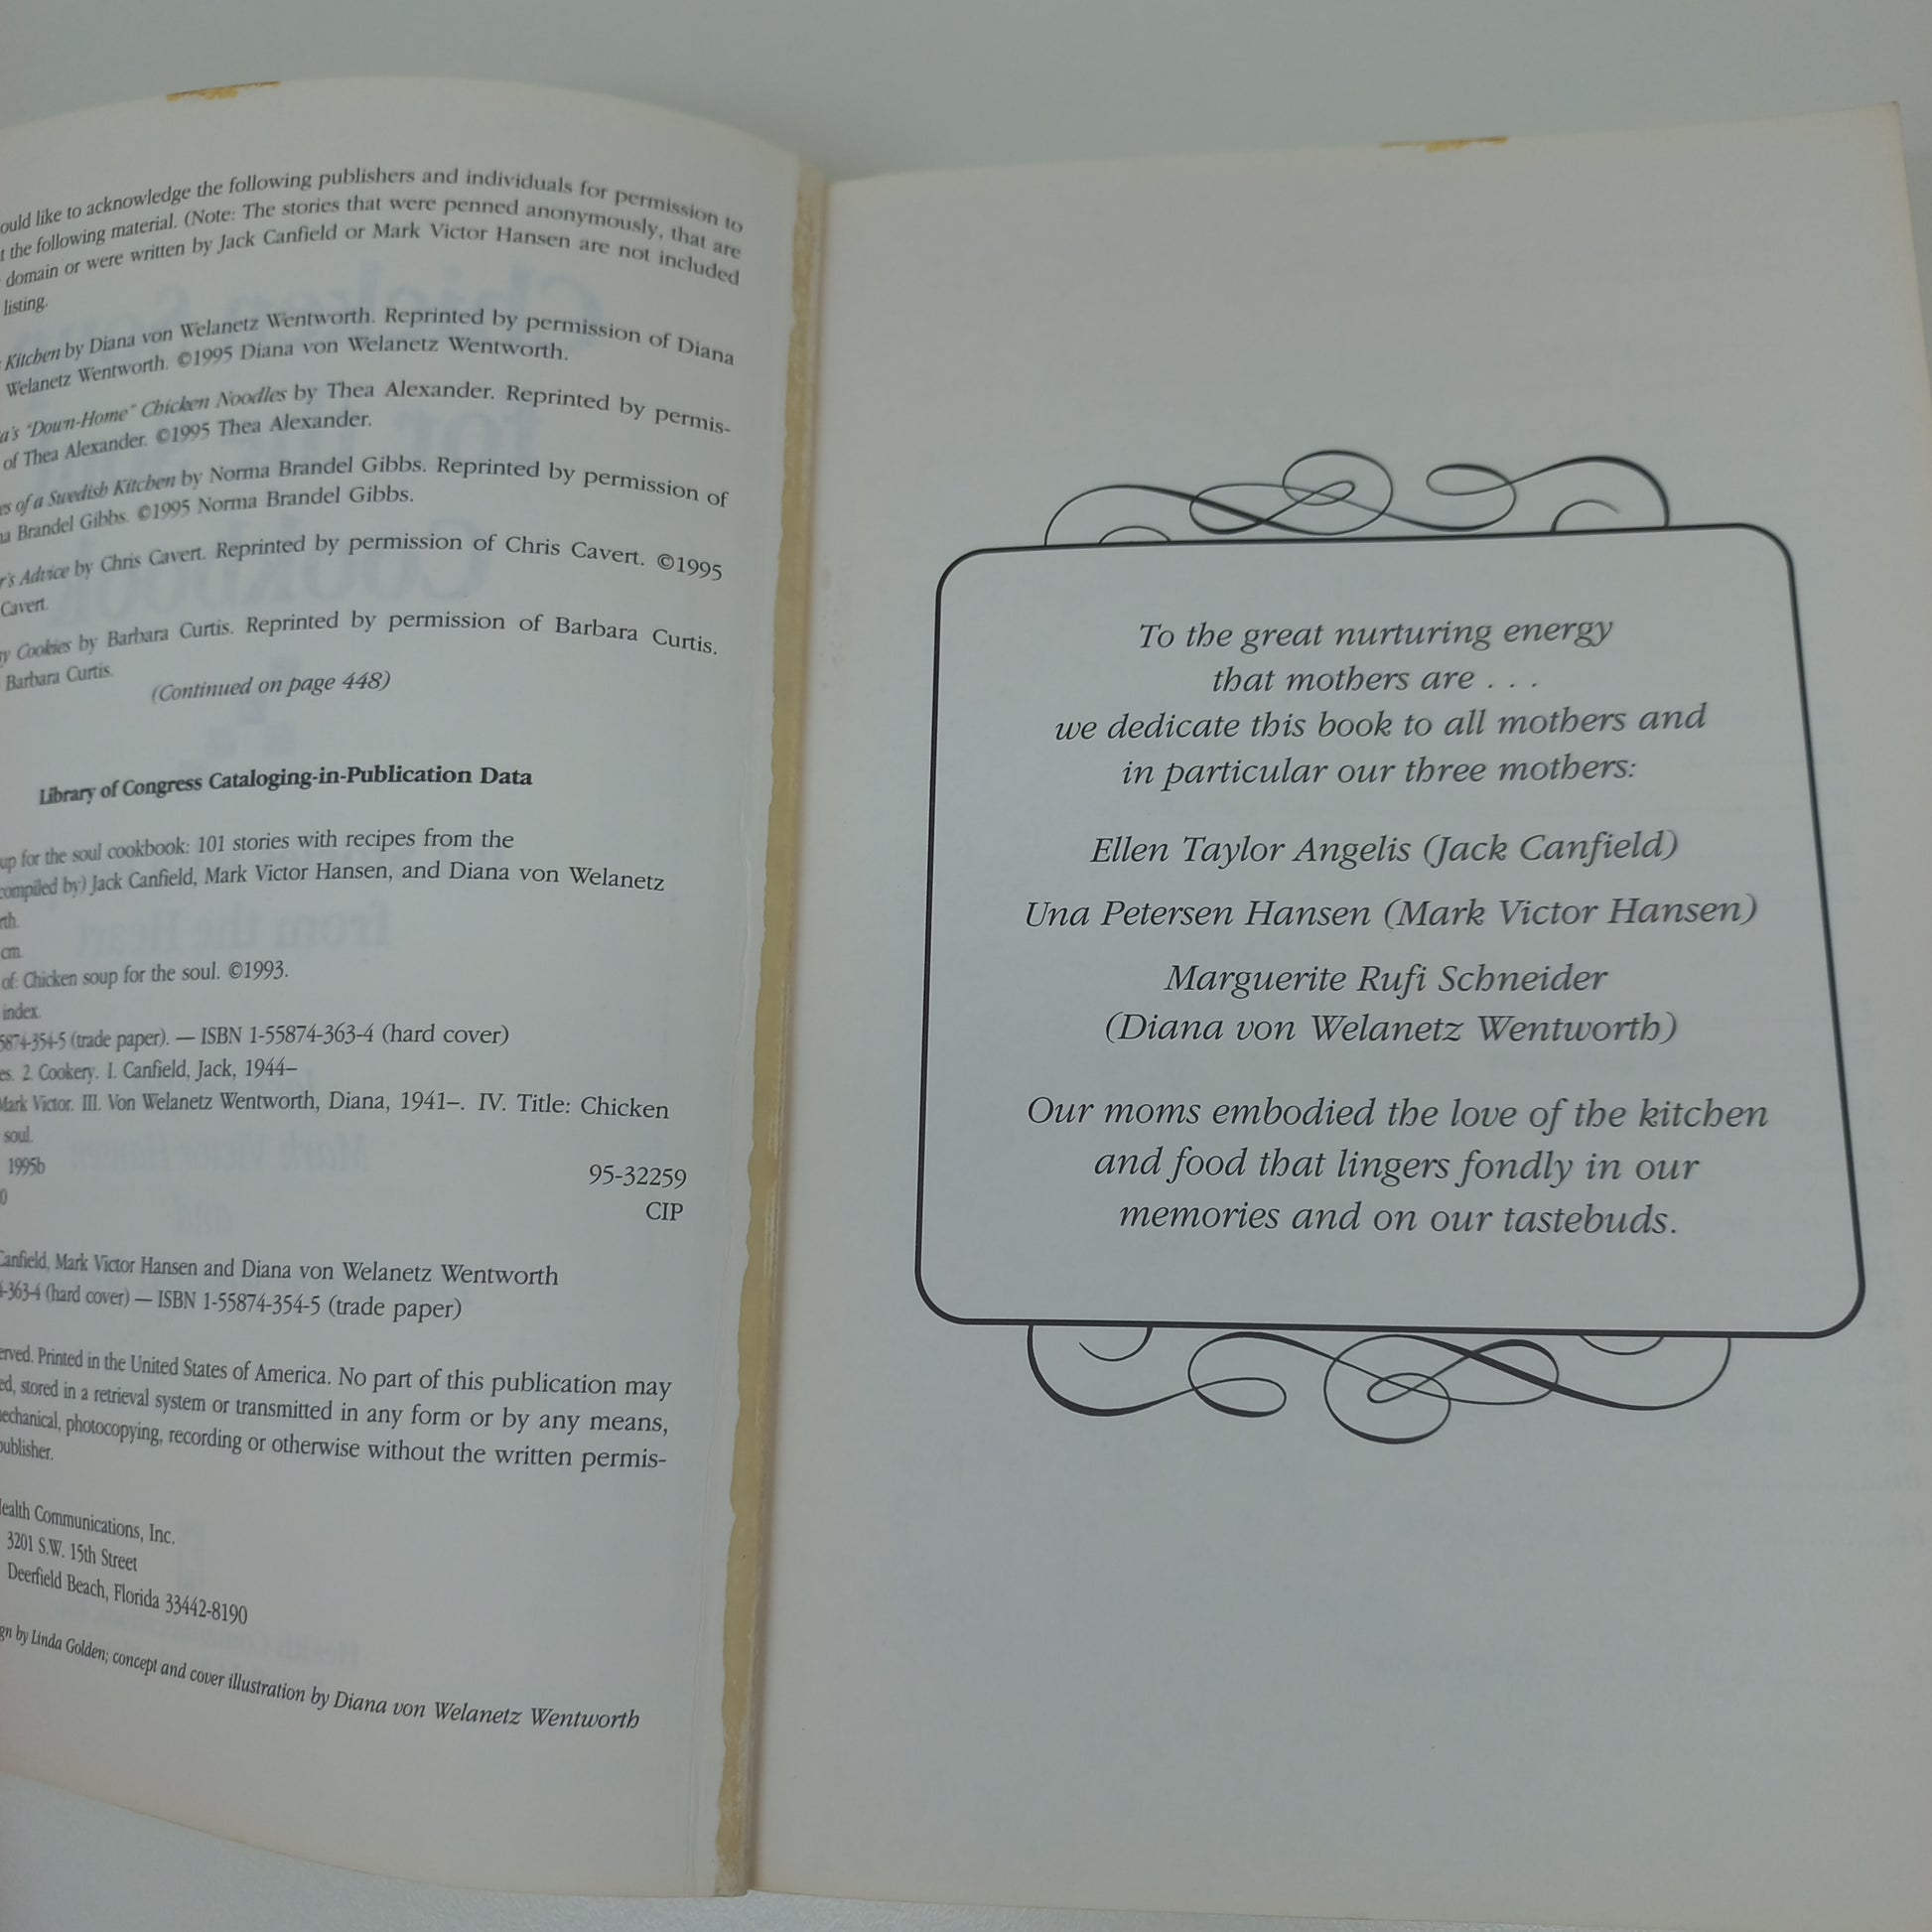 ould like to acknowledge the following publishers and individuals for permission to
t the following material. (Note: The stories that were penned anonymously, that are
domain or were written by Jack Canfield or Mark Victor Hansen are not included
listing.
Kitchen by Diana von Welanetz Wentworth. Reprinted by permission of Diana
Welanetz Wentworth. ©1995 Diana von Welanetz Wentworth.
a's "Down-Home" Chicken Noodles by Thea Alexander. Reprinted by permis-
of Thea Alexander. ©1995 Thea Alexander.
es of a Swedish Kitchen by Norma Brandel Gibbs. Reprinted by permission of
a Brandel Gibbs. ©1995 Norma Brandel Gibbs.
r's Advice by Chris Cavert. Reprinted by permission of Chris Cavert. ©1995
Cavert.
y Cookies by Barbara Curtis. Reprinted by permission of Barbara Curtis.
Barbara Curtis.
(Continued on page 448)
Library of Congress Cataloging-in-Publication Data
up for the soul cookbook: 101 stories with recipes from the
compiled by) Jack Canfield, Mark Victor Hansen, and Diana von Welanetz
rth.
cm.
of: Chicken soup for the soul. ©1993.
index.
5874-354-5 (trade paper). — ISBN 1-55874-363-4 (hard cover)
es. 2. Cookery. I. Canfield, Jack, 1944–
Mark Victor. III. Von Welanetz Wentworth, Diana, 1941–. IV. Title: Chicken
soul.
1995b
95-32259
0
CIP
Canfield, Mark Victor Hansen and Diana von Welanetz Wentworth
4-363-4 (hard cover) — ISBN 1-55874-354-5 (trade paper)
erved. Printed in the United States of America. No part of this publication may
ed, stored in a retrieval system or transmitted in any form or by any means,
echanical, photocopying, recording or otherwise without the written permis-
ublisher.
Health Communications, Inc.
3201 S.W. 15th Street
Deerfield Beach, Florida 33442-8190
gn by Linda Golden; concept and cover illustration by Diana von Welanetz Wentworth
To the great nurturing energy
that mothers are . . .
we dedicate this book to all mothers and
in particular our three mothers:
Ellen Taylor Angelis (Jack Canfield)
Una Petersen Hansen (Mark Victor Hansen)
Marguerite Rufi Schneider
(Diana von Welanetz Wentworth)
Our moms embodied the love of the kitchen
and food that lingers fondly in our
memories and on our tastebuds.